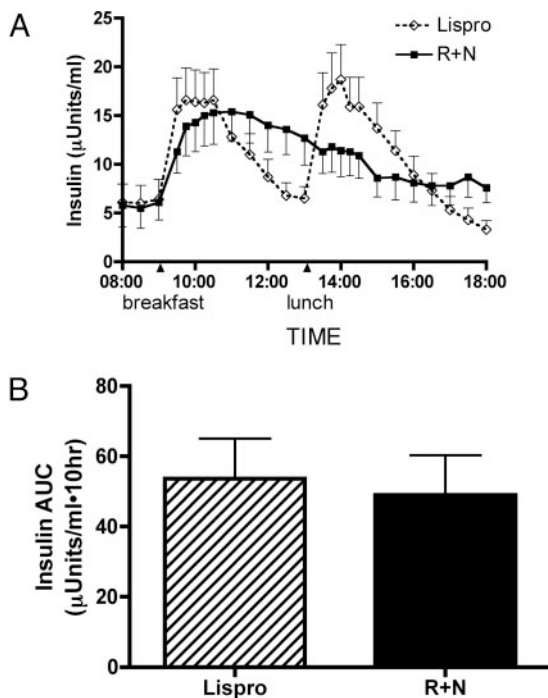 A
Lispro
R+N
Insulin (μUnits/ml)
25
20
15
10
5
0
08:00 10:00 12:00 14:00 16:00 18:00
breakfast lunch
TIME
B
Insulin AUC
(μUnits/ml•10hr)
80
60
40
20
0
Lispro R+N